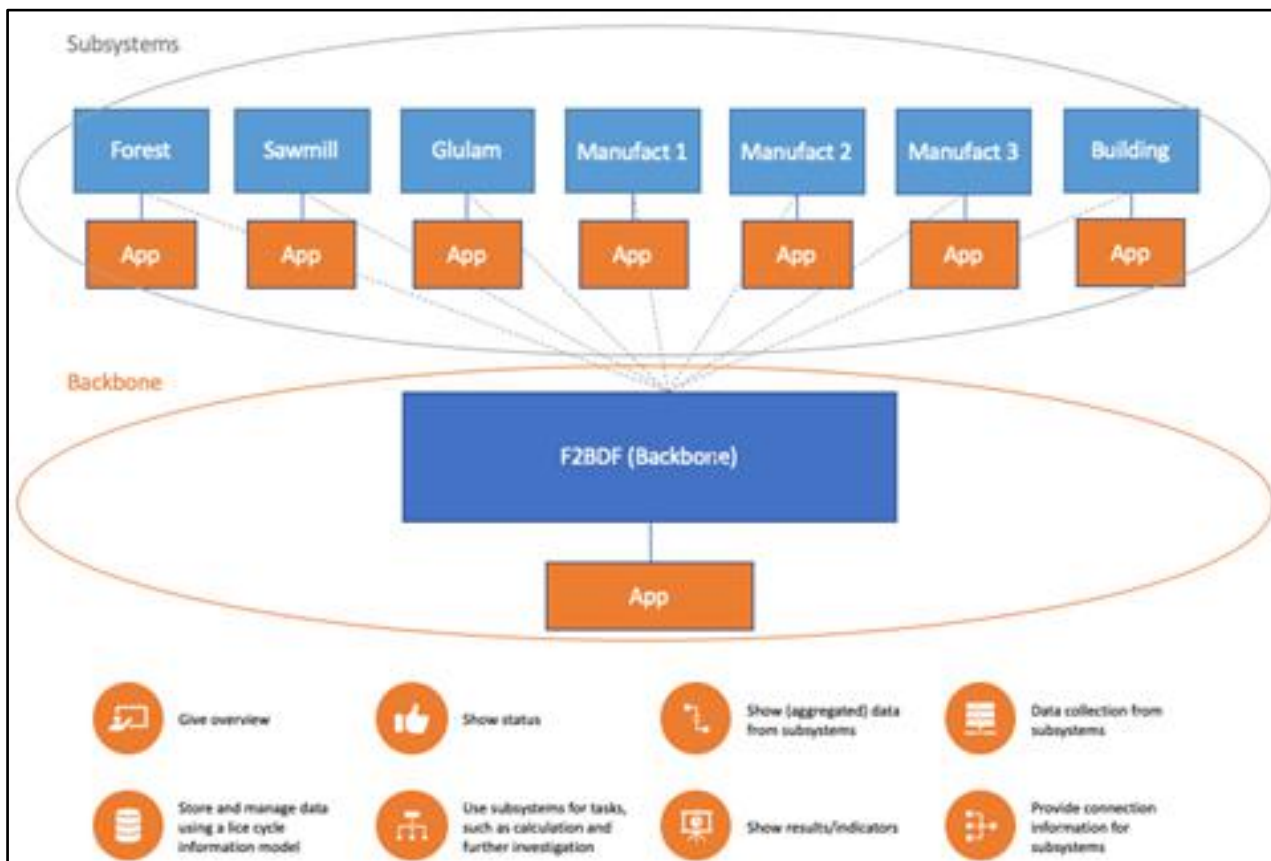 Subsystems
Forest
Sawmill
Glulam
Manufact 1
Manufact 2
Manufact 3
Building
App
App
App
App
App
App
App
Backbone
F2BDF (Backbone)
App
Give overview
Show status
Show (aggregated) data
from subsystems
Data collection from
subsystems
Store and manage data
using a lice cycle
information model
Use subsystems for tasks,
such as calculation and
further investigation
Show results/indicators
Provide connection
information for
subsystems